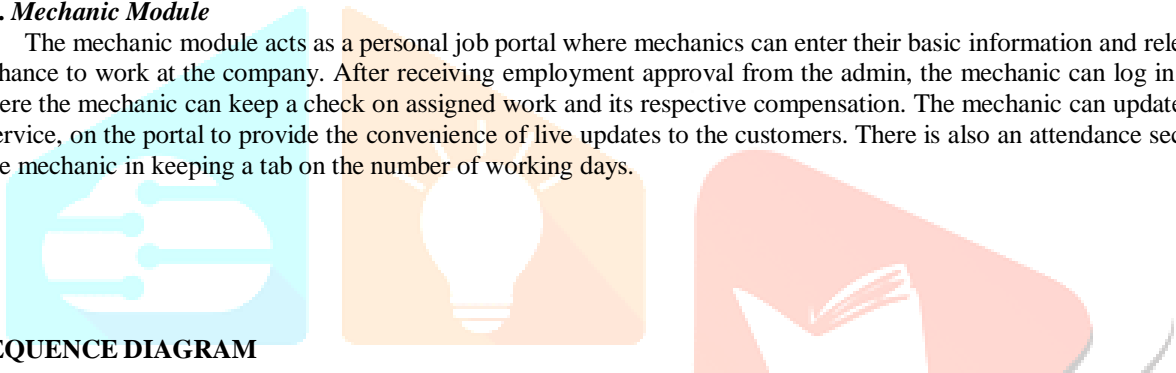 . Mechanic Module
The mechanic module acts as a personal job portal where mechanics can enter their basic information and rele
hance to work at the company. After receiving employment approval from the admin, the mechanic can log in
ere the mechanic can keep a check on assigned work and its respective compensation. The mechanic can update
ervice, on the portal to provide the convenience of live updates to the customers. There is also an attendance sec
e mechanic in keeping a tab on the number of working days.
EQUENCE DIAGRAM